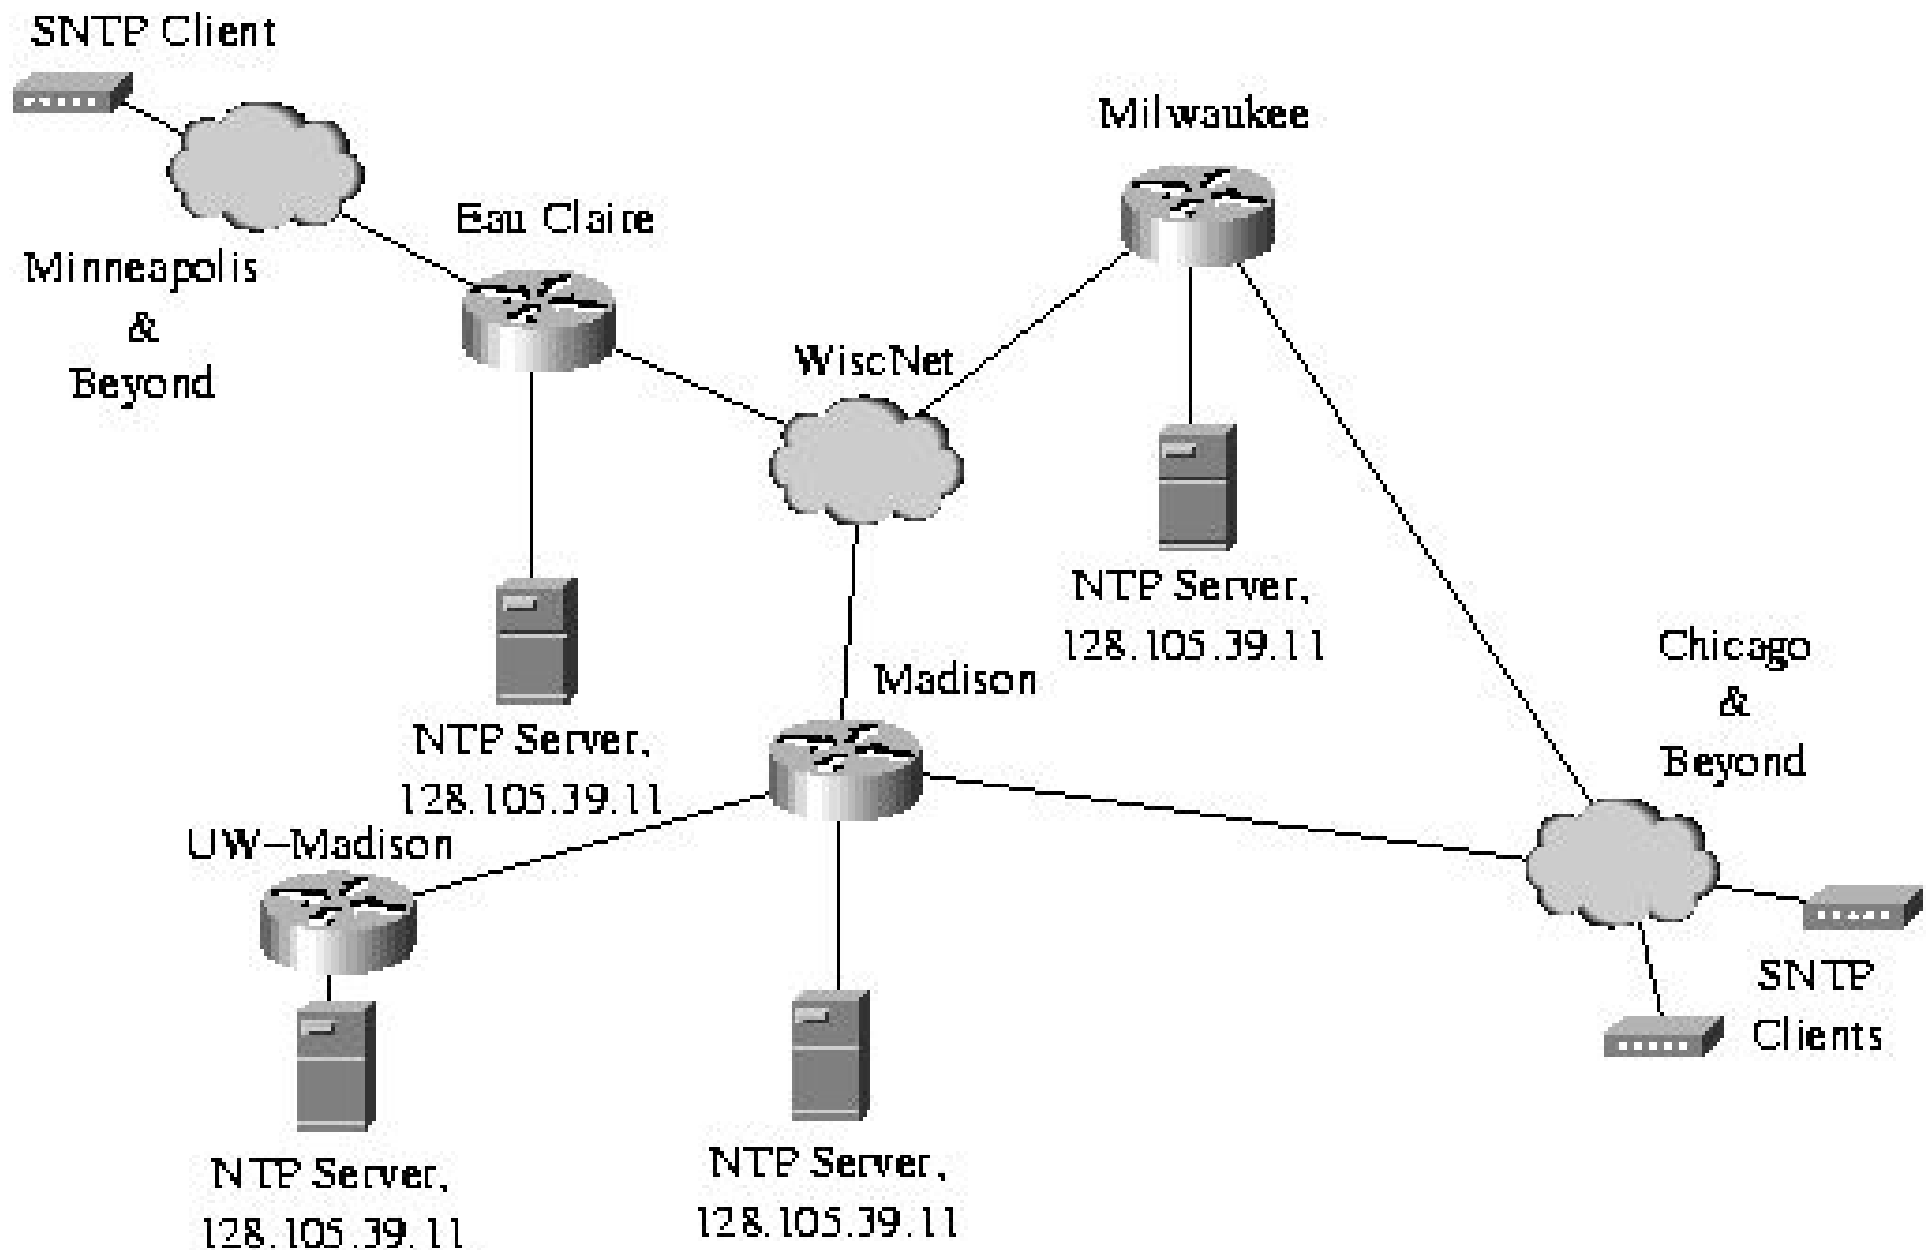 SNTP Client
Milwaukee
Eau Claire
Minneapolis
&
Beyond
WiscNet
NTP Server,
128.105.39.11
Chicago
&
Beyond
Madison
NTP Server,
128.105.39.11
UW-Madison
SNTP
Clients
NTP Server,
128.105.39.11
NTP Server,
128.105.39.11